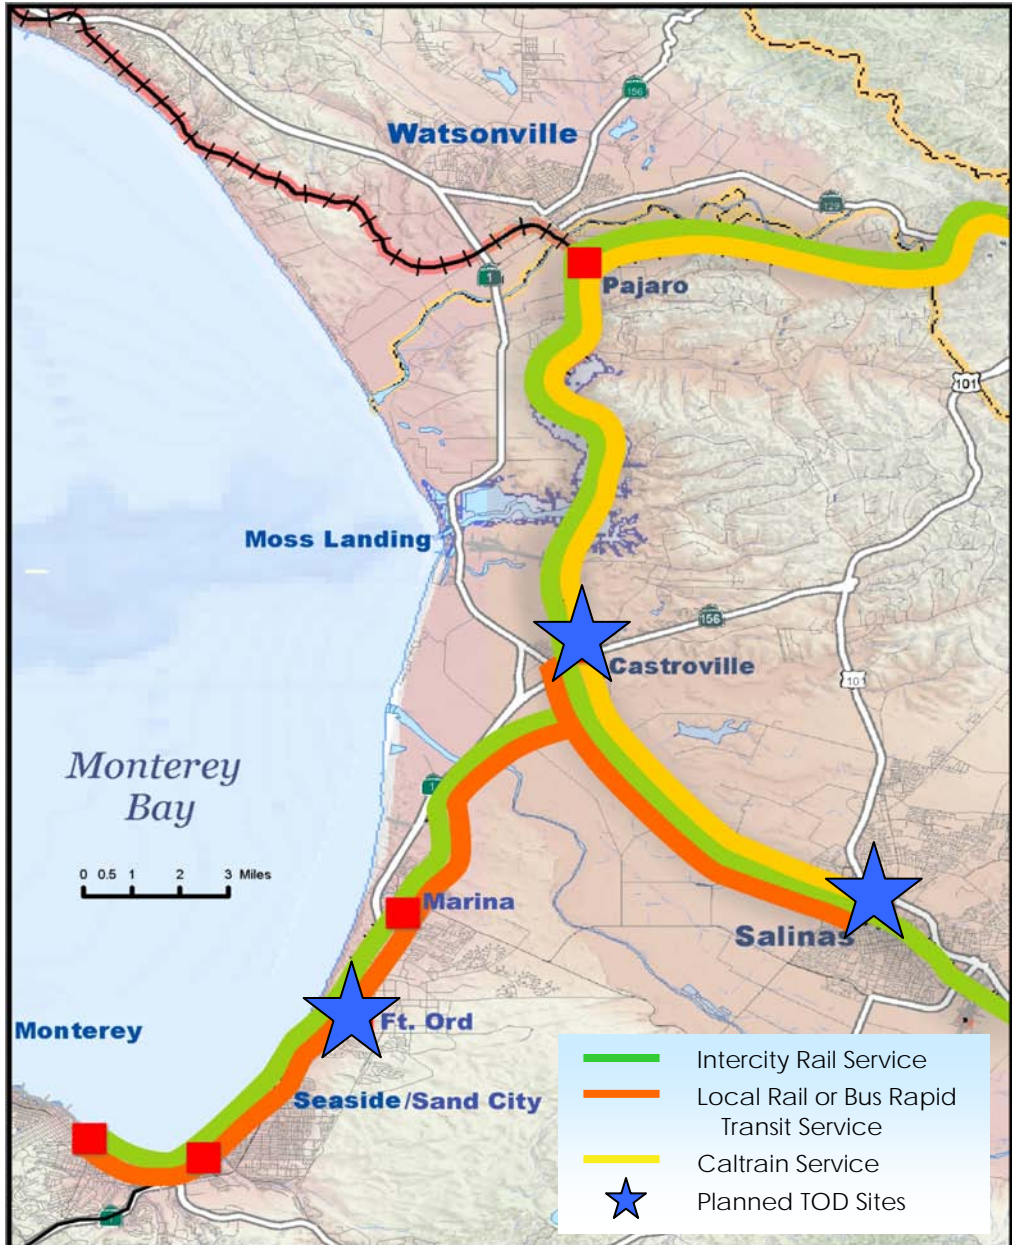 156
Watsonville
129
1
Pajaro
101
Moss Landing
156
Castroville
101
Monterey
Bay
0 0.5 1 2 3 Miles
Marina
Salinas
Ft. Ord
Monterey
Seaside/Sand City
Intercity Rail Service
Local Rail or Bus Rapid
Transit Service
Caltrain Service
Planned TOD Sites